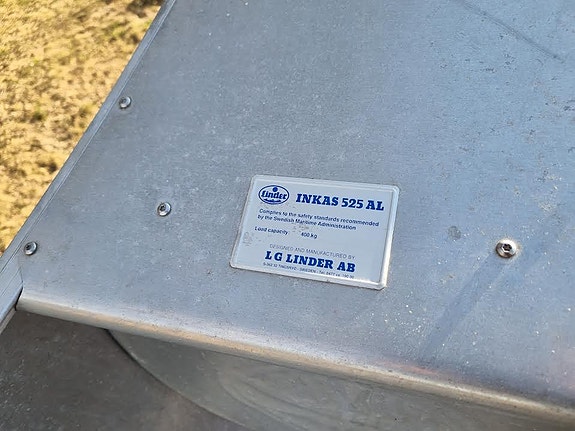 Linder
INKAS 525 AL
Complies to the safety standards recommended
by the Swedish Maritime Administration
Load capacity: 400 kg
DESIGNED AND MANUFACTURED BY
LG LINDER AB